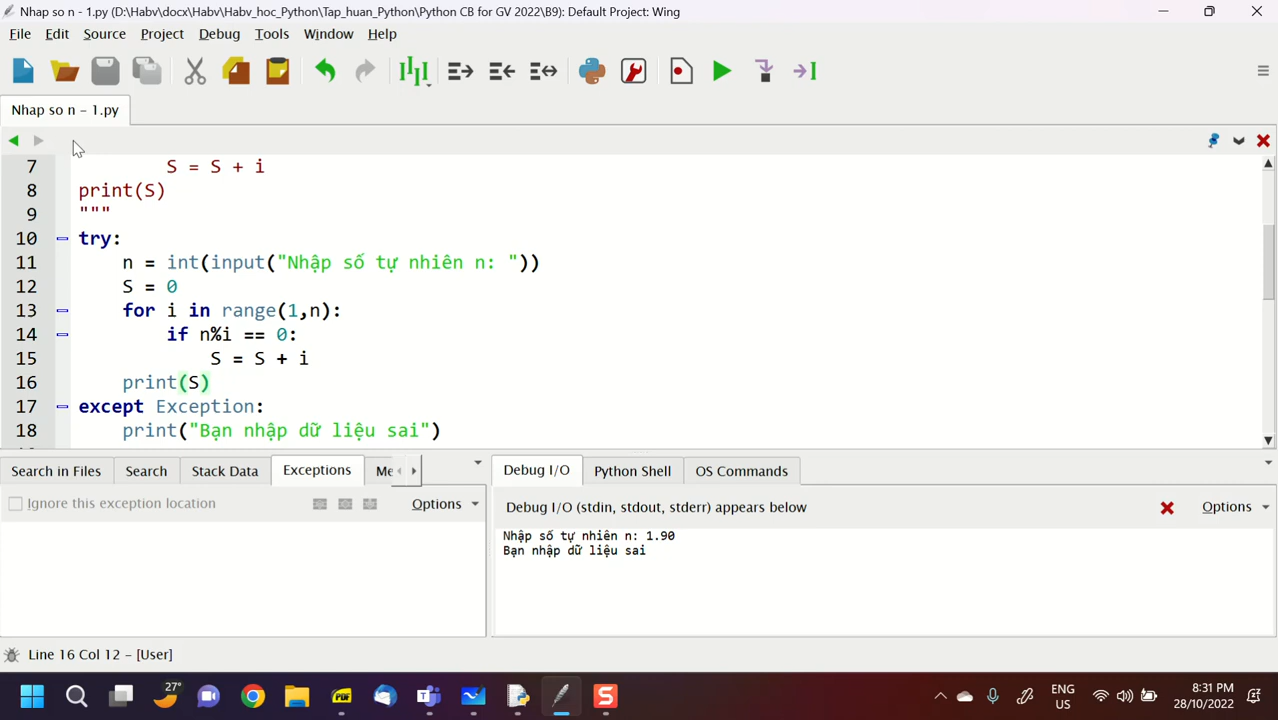 Nhap so n - 1.py (D:\Habv\docx\Habv\Habv_hoc_Python\Tap_huan_Python\Python CB for GV 2022\B9): Default Project: Wing
File Edit Source Project Debug Tools Window Help
Nhap so n - 1.py
7 S = S + i
8 print(S)
9 """
10 try:
11 n = int(input("Nhập số tự nhiên n: "))
12 S = 0
13 for i in range(1,n):
14 if n%i == 0:
15 S = S + i
16 print(S)
17 except Exception:
18 print("Bạn nhập dữ liệu sai")
Search in Files Search Stack Data Exceptions Me
Ignore this exception location Options
Debug I/O Python Shell OS Commands
Debug I/O (stdin, stdout, stderr) appears below Options
Nhập số tự nhiên n: 1.90
Bạn nhập dữ liệu sai
Line 16 Col 12 - [User]
27°
PDF
S
ENG
US
8:31 PM
28/10/2022